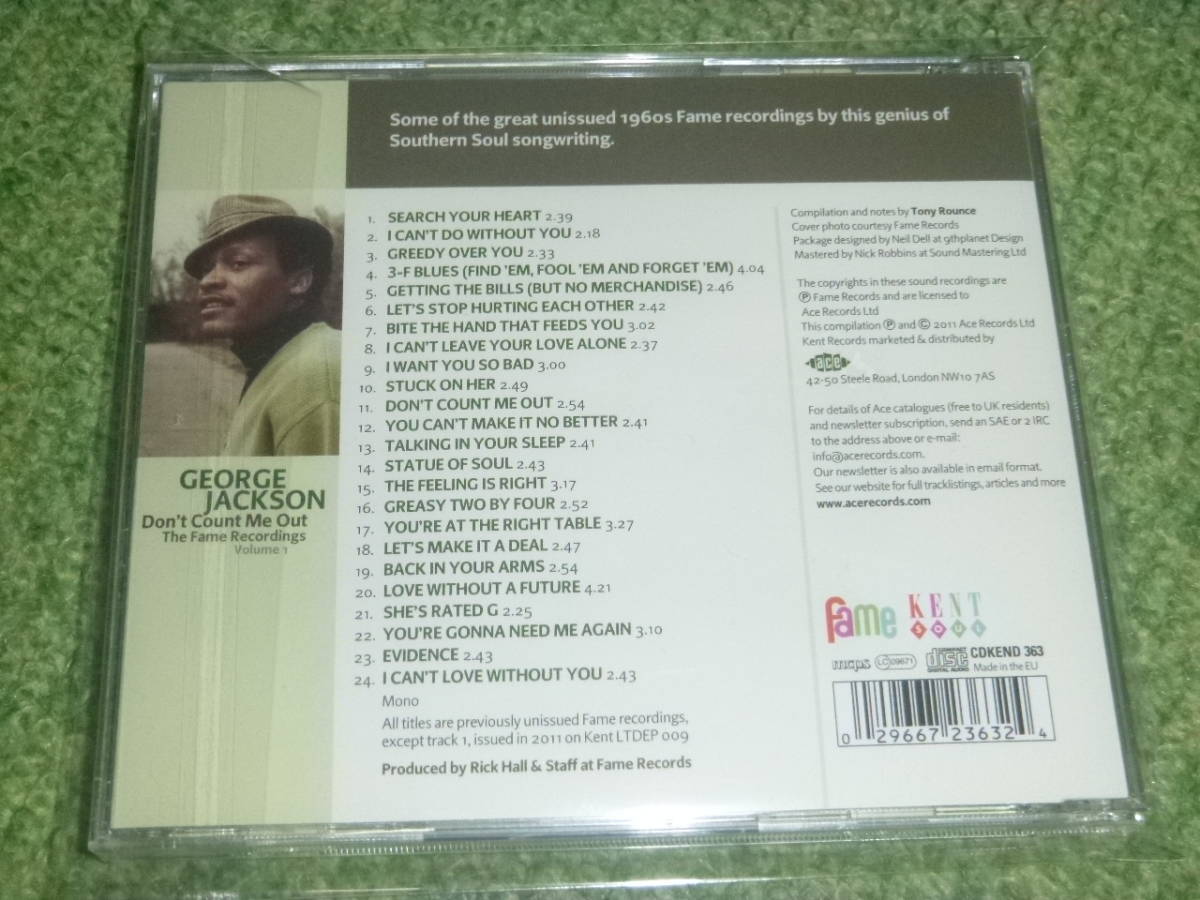 Some of the great unissued 1960s Fame recordings by this genius of
Southern Soul songwriting.
GEORGE
JACKSON
Don't Count Me Out
The Fame Recordings
Volume 1
1. SEARCH YOUR HEART 2.39
2. I CAN'T DO WITHOUT YOU 2.18
3. GREEDY OVER YOU 2.33
4. 3-F BLUES (FIND 'EM, FOOL 'EM AND FORGET 'EM) 4.04
5. GETTING THE BILLS (BUT NO MERCHANDISE) 2.46
6. LET'S STOP HURTING EACH OTHER 2.42
7. BITE THE HAND THAT FEEDS YOU 3.02
8. I CAN'T LEAVE YOUR LOVE ALONE 2.37
9. I WANT YOU SO BAD 3.00
10. STUCK ON HER 2.49
11. DON'T COUNT ME OUT 2.54
12. YOU CAN'T MAKE IT NO BETTER 2.41
13. TALKING IN YOUR SLEEP 2.41
14. STATUE OF SOUL 2.43
15. THE FEELING IS RIGHT 3.17
16. GREASY TWO BY FOUR 2.52
17. YOU'RE AT THE RIGHT TABLE 3.27
18. LET'S MAKE IT A DEAL 2.47
19. BACK IN YOUR ARMS 2.54
20. LOVE WITHOUT A FUTURE 4.21
21. SHE'S RATED G 2.25
22. YOU'RE GONNA NEED ME AGAIN 3.10
23. EVIDENCE 2.43
24. I CAN'T LOVE WITHOUT YOU 2.43
Mono
All titles are previously unissued Fame recordings,
except track 1, issued in 2011 on Kent LTDEP 009
Produced by Rick Hall & Staff at Fame Records
Compilation and notes by Tony Rounce
Cover photo courtesy Fame Records
Package designed by Neil Dell at 9thplanet Design
Mastered by Nick Robbins at Sound Mastering Ltd
The copyrights in these sound recordings are
℗ Fame Records and are licensed to
Ace Records Ltd
This compilation ℗ and © 2011 Ace Records Ltd
Kent Records marketed & distributed by
ace
42-50 Steele Road, London NW10 7AS
For details of Ace catalogues (free to UK residents)
and newsletter subscription, send an SAE or 2 IRC
to the address above or e-mail:
info@acerecords.com.
Our newsletter is also available in email format.
See our website for full tracklistings, articles and more
www.acerecords.com
fame KENT
SOUL
mcps LC 09671 COMPACT disc DIGITAL AUDIO CDKEND 363
Made in the EU
0 29667 23632 4